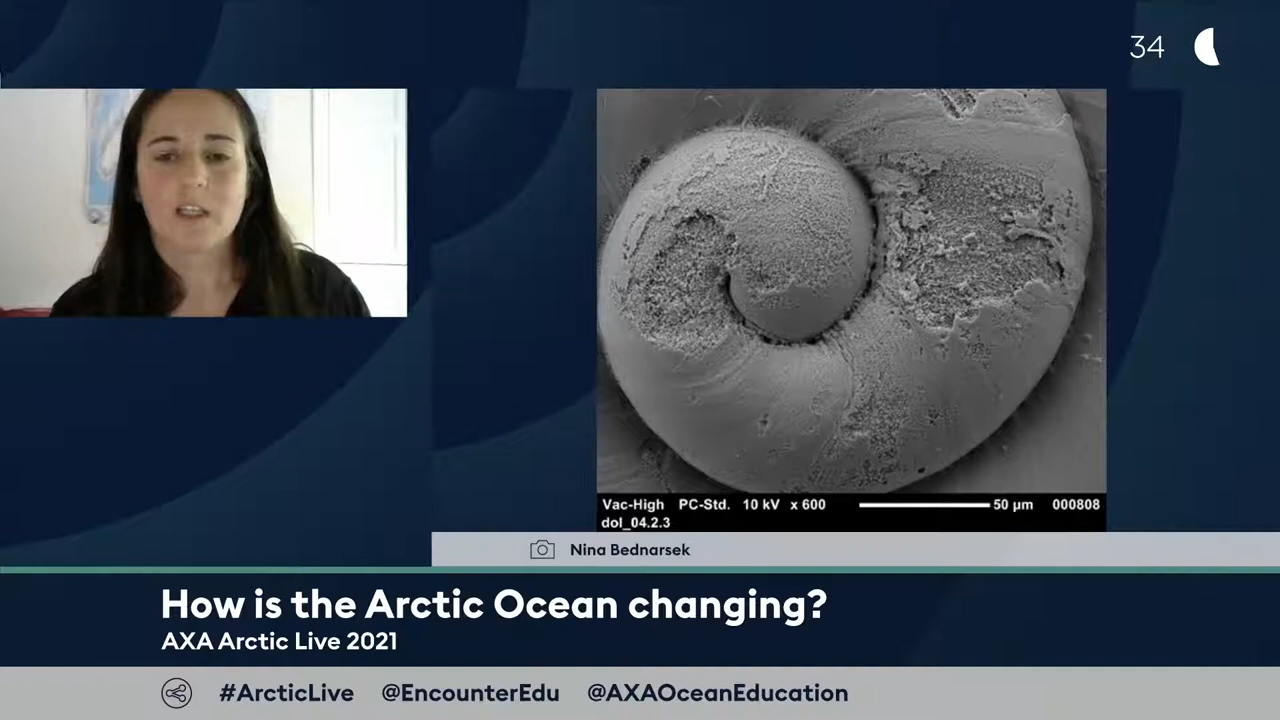 34
Vac-High PC-Std. 10 kV x 600 50 µm 000808
dol_04.2.3
Nina Bednarsek
How is the Arctic Ocean changing?
AXA Arctic Live 2021
#ArcticLive @EncounterEdu @AXAOceanEducation